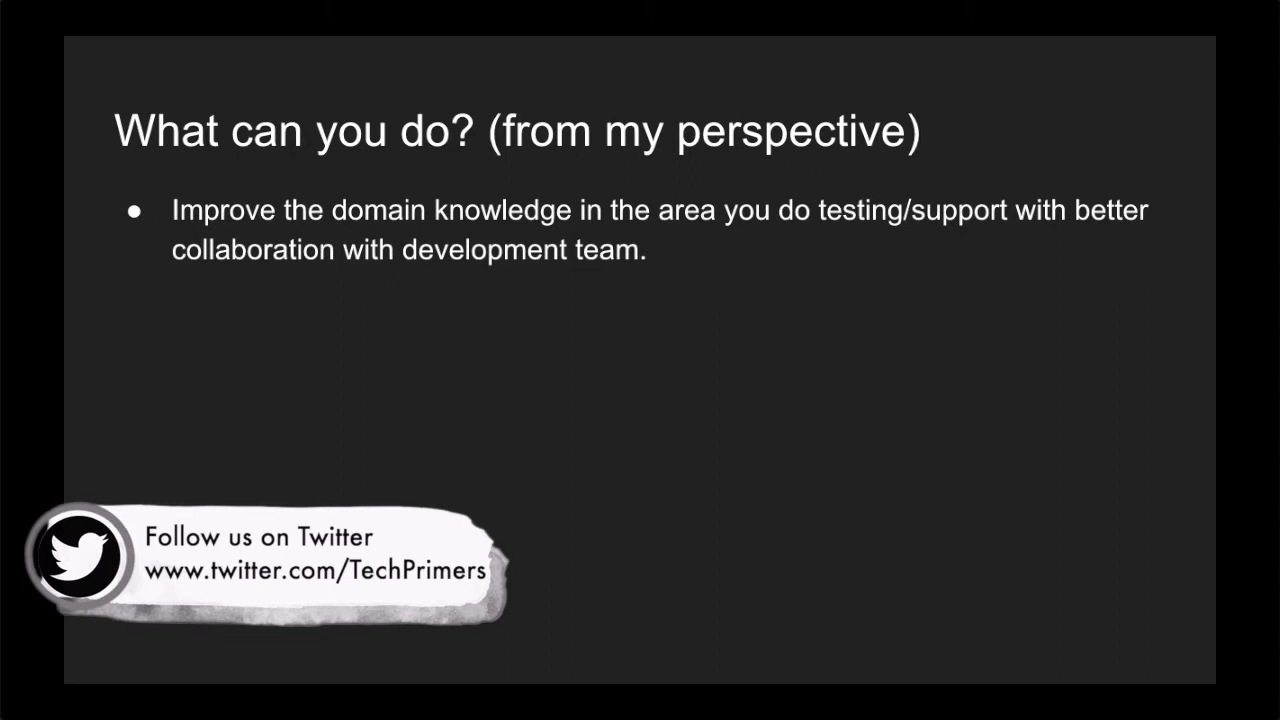 What can you do? (from my perspective)
● Improve the domain knowledge in the area you do testing/support with better
collaboration with development team.
Follow us on Twitter
www.twitter.com/TechPrimers